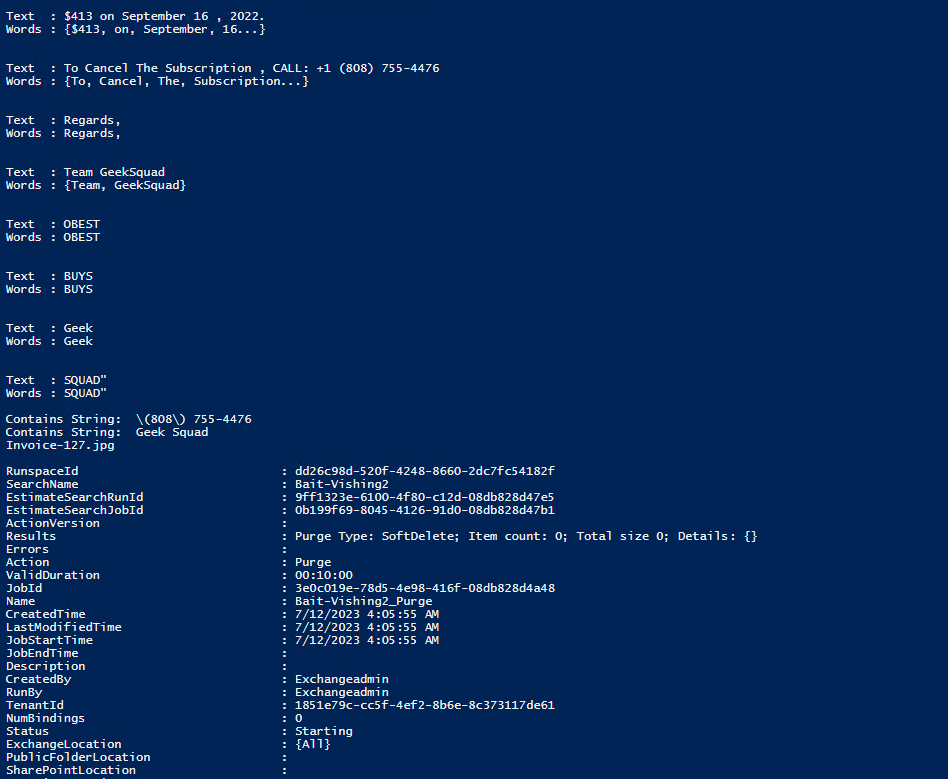 Text  : $413 on September 16 , 2022.
Words : {$413, on, September, 16...}
Text  : To Cancel The Subscription , CALL: +1 (808) 755-4476
Words : {To, Cancel, The, Subscription...}
Text  : Regards,
Words : Regards,
Text  : Team GeekSquad
Words : {Team, GeekSquad}
Text  : OBEST
Words : OBEST
Text  : BUYS
Words : BUYS
Text  : Geek
Words : Geek
Text  : SQUAD"
Words : SQUAD"
Contains String:  \(808\) 755-4476
Contains String:  Geek Squad
Invoice-127.jpg
RunspaceId : dd26c98d-520f-4248-8660-2dc7fc54182f
SearchName : Bait-Vishing2
EstimateSearchRunId : 9ff1323e-6100-4f80-c12d-08db828d47e5
EstimateSearchJobId : 0b199f69-8045-4126-91d0-08db828d47b1
ActionVersion :
Results : Purge Type: SoftDelete; Item count: 0; Total size 0; Details: {}
Errors :
Action : Purge
ValidDuration : 00:10:00
JobId : 3e0c019e-78d5-4e98-416f-08db828d4a48
Name : Bait-Vishing2_Purge
CreatedTime : 7/12/2023 4:05:55 AM
LastModifiedTime : 7/12/2023 4:05:55 AM
JobStartTime : 7/12/2023 4:05:55 AM
JobEndTime :
Description :
CreatedBy : Exchangeadmin
RunBy : Exchangeadmin
TenantId : 1851e79c-cc5f-4ef2-8b6e-8c373117de61
NumBindings : 0
Status : Starting
ExchangeLocation : {All}
PublicFolderLocation :
SharePointLocation :